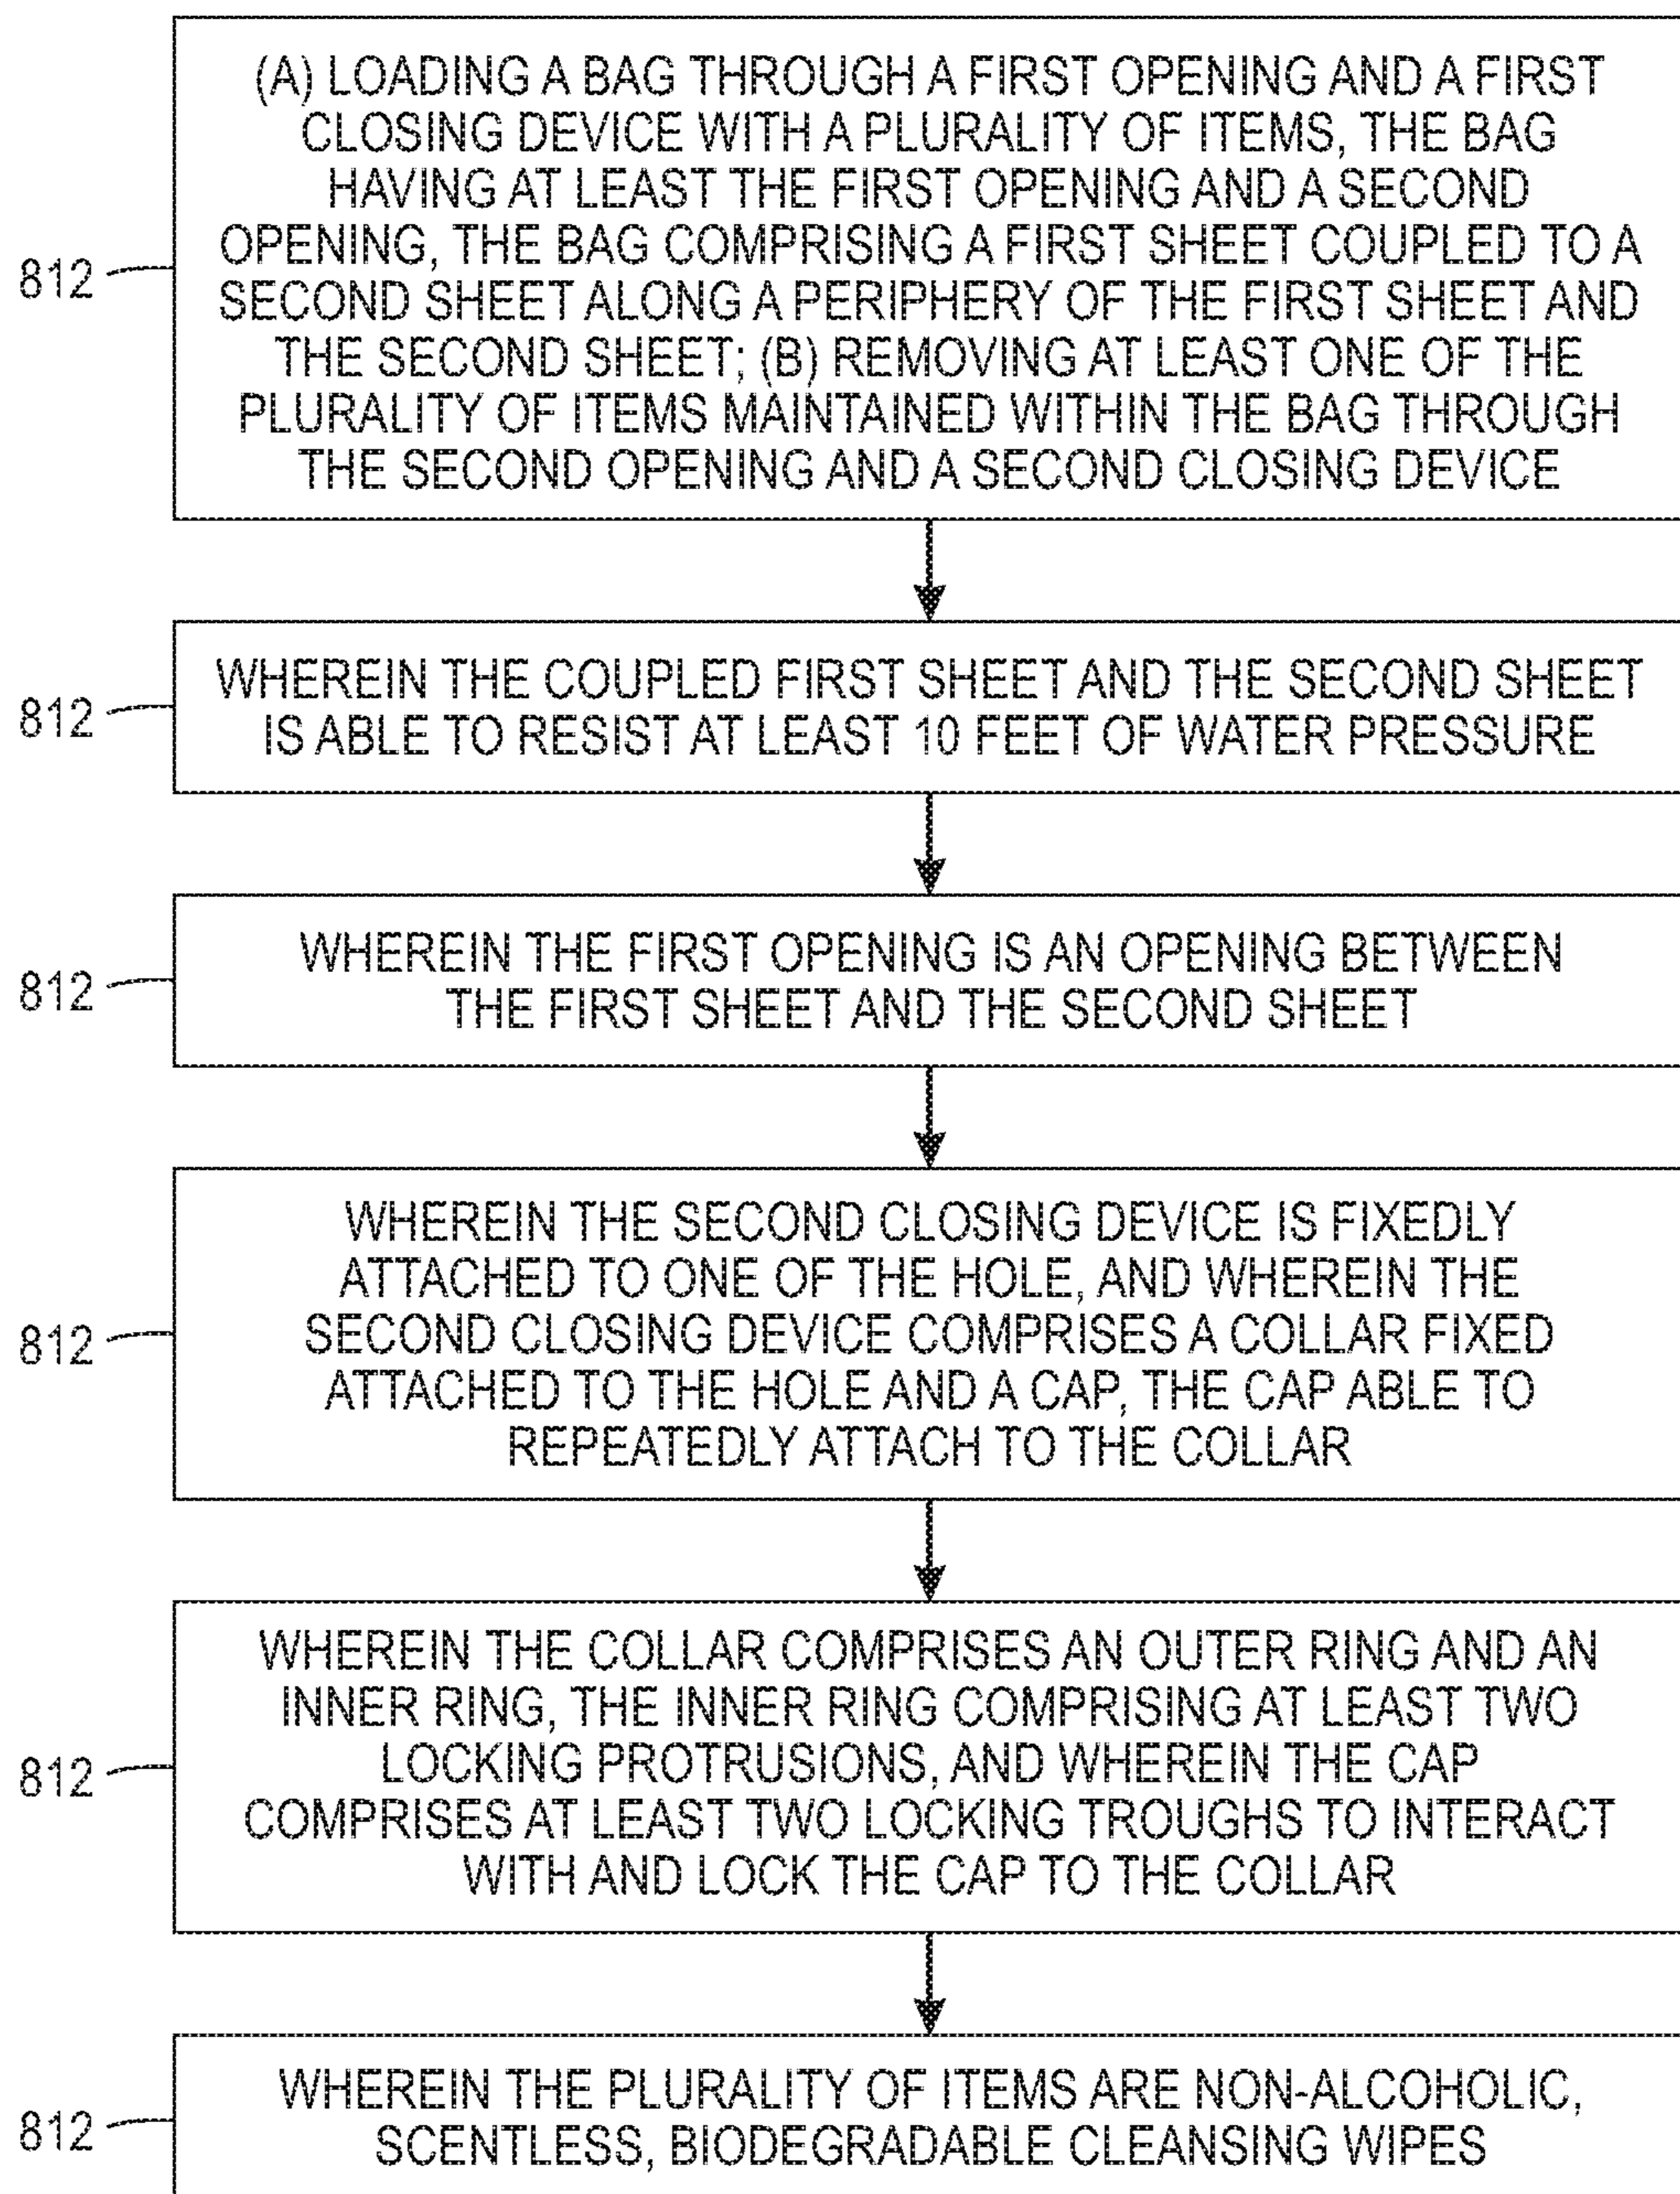 (A) LOADING A BAG THROUGH A FIRST OPENING AND A FIRST
CLOSING DEVICE WITH A PLURALITY OF ITEMS, THE BAG
HAVING AT LEAST THE FIRST OPENING AND A SECOND
OPENING, THE BAG COMPRISING A FIRST SHEET COUPLED TO A
SECOND SHEET ALONG A PERIPHERY OF THE FIRST SHEET AND
THE SECOND SHEET; (B) REMOVING AT LEAST ONE OF THE
PLURALITY OF ITEMS MAINTAINED WITHIN THE BAG THROUGH
THE SECOND OPENING AND A SECOND CLOSING DEVICE
812
WHEREIN THE COUPLED FIRST SHEET AND THE SECOND SHEET
IS ABLE TO RESIST AT LEAST 10 FEET OF WATER PRESSURE
812
WHEREIN THE FIRST OPENING IS AN OPENING BETWEEN
THE FIRST SHEET AND THE SECOND SHEET
812
WHEREIN THE SECOND CLOSING DEVICE IS FIXEDLY
ATTACHED TO ONE OF THE HOLE, AND WHEREIN THE
SECOND CLOSING DEVICE COMPRISES A COLLAR FIXED
ATTACHED TO THE HOLE AND A CAP, THE CAP ABLE TO
REPEATEDLY ATTACH TO THE COLLAR
812
WHEREIN THE COLLAR COMPRISES AN OUTER RING AND AN
INNER RING, THE INNER RING COMPRISING AT LEAST TWO
LOCKING PROTRUSIONS, AND WHEREIN THE CAP
COMPRISES AT LEAST TWO LOCKING TROUGHS TO INTERACT
WITH AND LOCK THE CAP TO THE COLLAR
812
WHEREIN THE PLURALITY OF ITEMS ARE NON-ALCOHOLIC,
SCENTLESS, BIODEGRADABLE CLEANSING WIPES
812